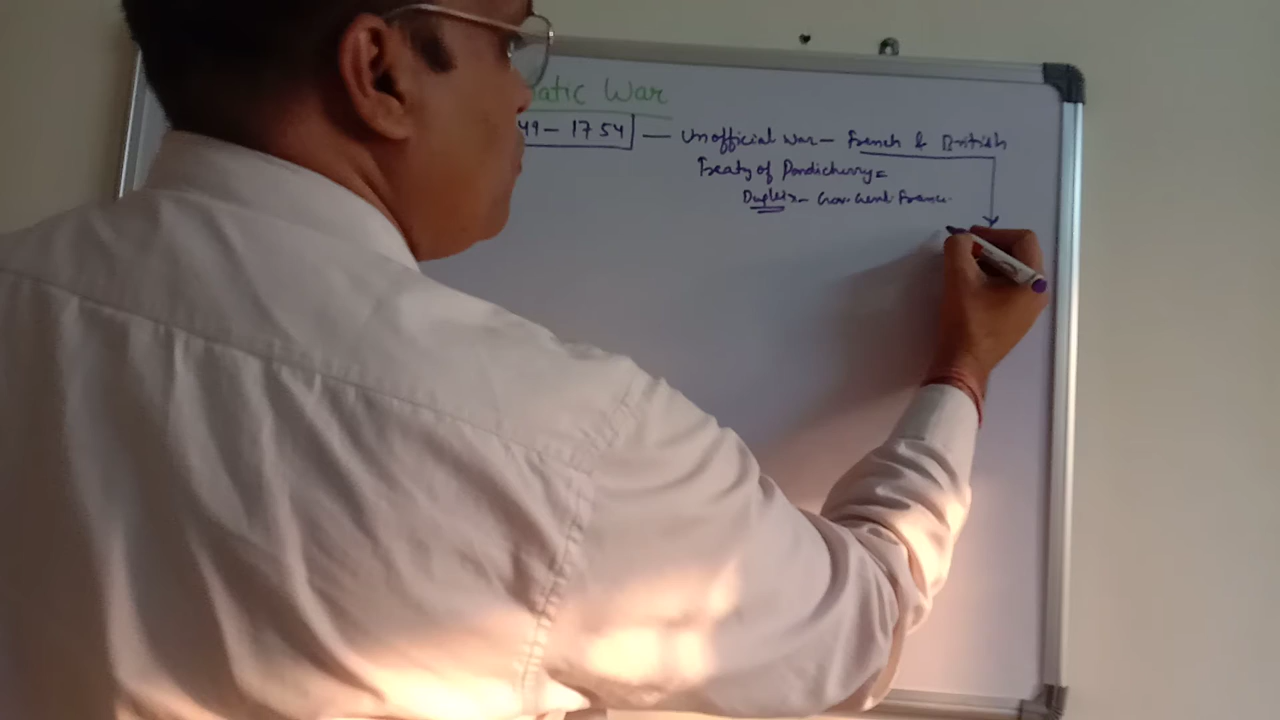 atic War
49-1754 — Unofficial war - French & British
Treaty of Pondicherry =
Dupleix - Gov. Genl. France.